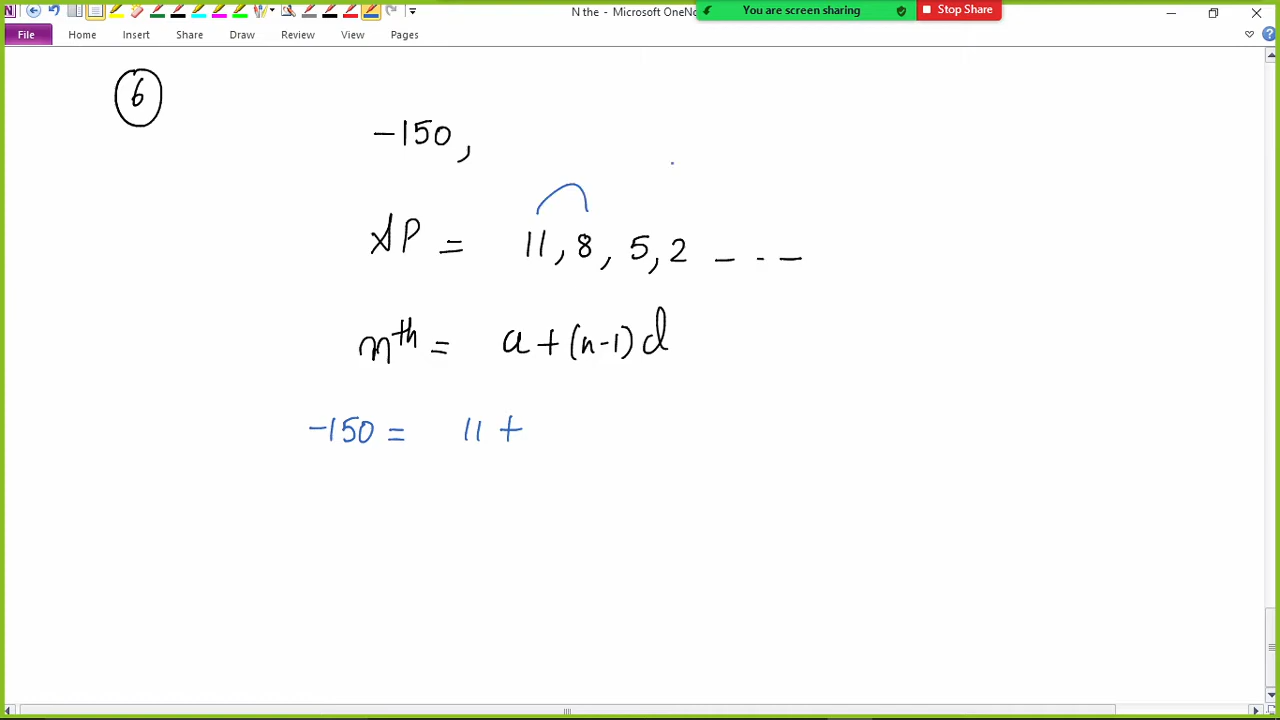 N the - Microsoft OneNo
You are screen sharing
Stop Share
File Home Insert Share Draw Review View Pages
6
-150,
AP = 11, 8, 5, 2 - - -
nth = a+(n-1)d
-150 = 11 +